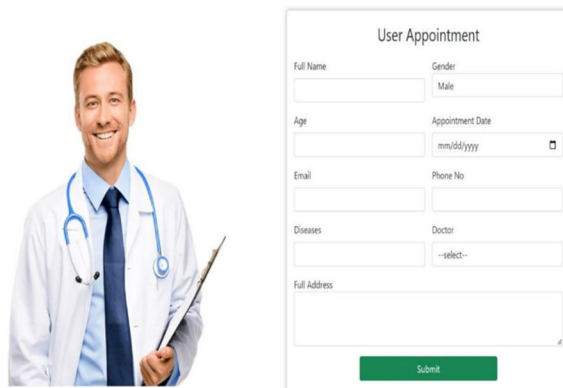 User Appointment
Full Name
Gender
Male
Age
Appointment Date
mm/dd/yyyy
Email
Phone No
Diseases
Doctor
--select--
Full Address
Submit